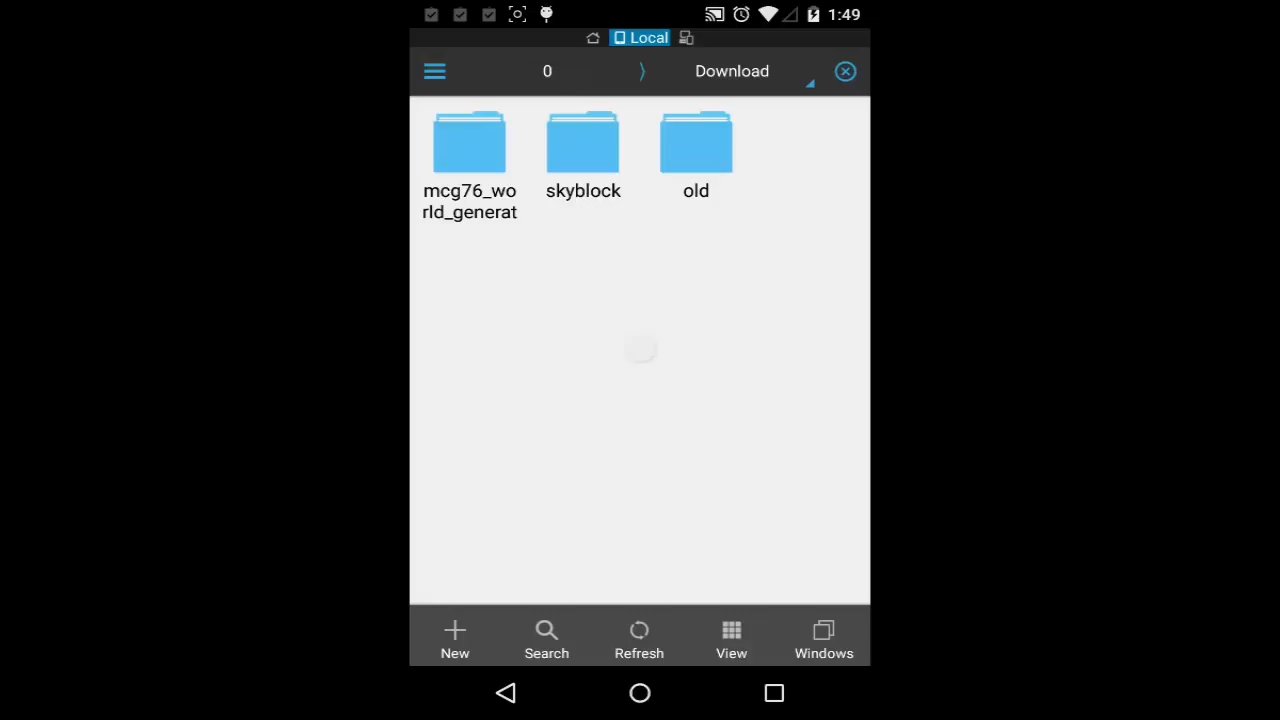 1:49
Local
0
Download
mcg76_wo
rld_generat
skyblock
old
New
Search
Refresh
View
Windows